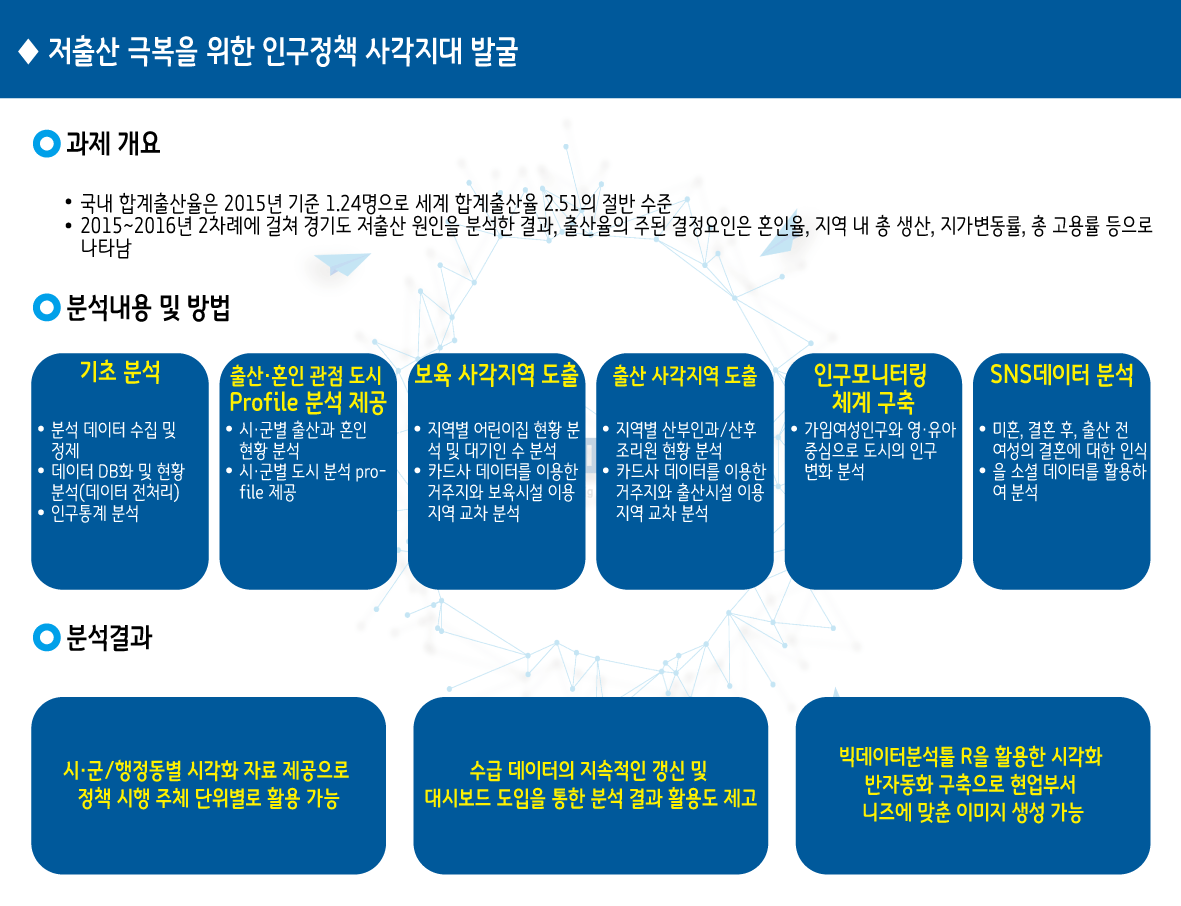 ◆ 저출산 극복을 위한 인구정책 사각지대 발굴
과제 개요
• 국내 합계출산율은 2015년 기준 1.24명으로 세계 합계출산율 2.51의 절반 수준
• 2015~2016년 2차례에 걸쳐 경기도 저출산 원인을 분석한 결과, 출산율의 주된 결정요인은 혼인율, 지역 내 총 생산, 지가변동률, 총 고용률 등으로
나타남
분석내용 및 방법
기초 분석
• 분석 데이터 수집 및
정제
• 데이터 DB화 및 현황
분석(데이터 전처리)
• 인구통계 분석
출산·혼인 관점 도시
Profile 분석 제공
• 시·군별 출산과 혼인
현황 분석
• 시·군별 도시 분석 pro-
file 제공
보육 사각지역 도출
• 지역별 어린이집 현황 분
석 및 대기인 수 분석
• 카드사 데이터를 이용한
거주지와 보육시설 이용
지역 교차 분석
출산 사각지역 도출
• 지역별 산부인과/산후
조리원 현황 분석
• 카드사 데이터를 이용한
거주지와 출산시설 이용
지역 교차 분석
인구모니터링
체계 구축
• 가임여성인구와 영·유아
중심으로 도시의 인구
변화 분석
SNS데이터 분석
• 미혼, 결혼 후, 출산 전
여성의 결혼에 대한 인식
• 을 소셜 데이터를 활용하
여 분석
분석결과
시·군/행정동별 시각화 자료 제공으로
정책 시행 주체 단위별로 활용 가능
수급 데이터의 지속적인 갱신 및
대시보드 도입을 통한 분석 결과 활용도 제고
빅데이터분석툴 R을 활용한 시각화
반자동화 구축으로 현업부서
니즈에 맞춘 이미지 생성 가능